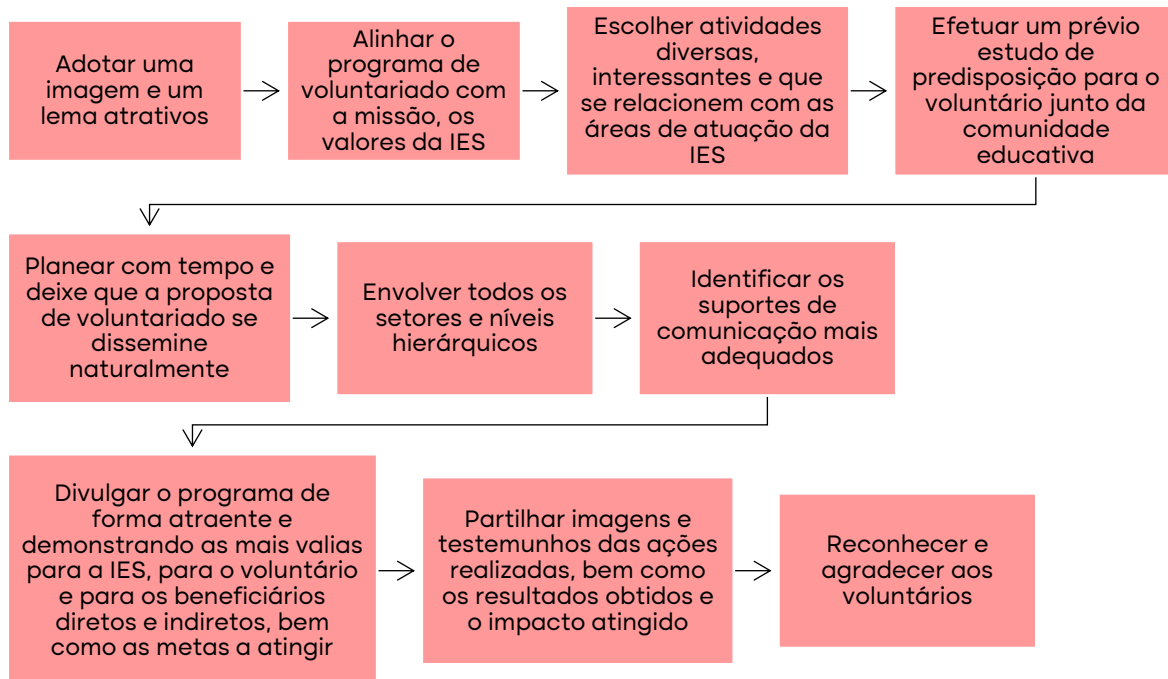 Adotar uma
imagem e um
lema atrativos
Alinhar o
programa de
voluntariado com
a missão, os
valores da IES
Escolher atividades
diversas,
interessantes e que
se relacionem com as
áreas de atuação da
IES
Efetuar um prévio
estudo de
predisposição para o
voluntário junto da
comunidade
educativa
Planear com tempo e
deixe que a proposta
de voluntariado se
dissemine
naturalmente
Envolver todos os
setores e níveis
hierárquicos
Identificar os
suportes de
comunicação mais
adequados
Divulgar o programa de
forma atraente e
demonstrando as mais valias
para a IES, para o voluntário
e para os beneficiários
diretos e indiretos, bem
como as metas a atingir
Partilhar imagens e
testemunhos das ações
realizadas, bem como
os resultados obtidos e
o impacto atingido
Reconhecer e
agradecer aos
voluntários